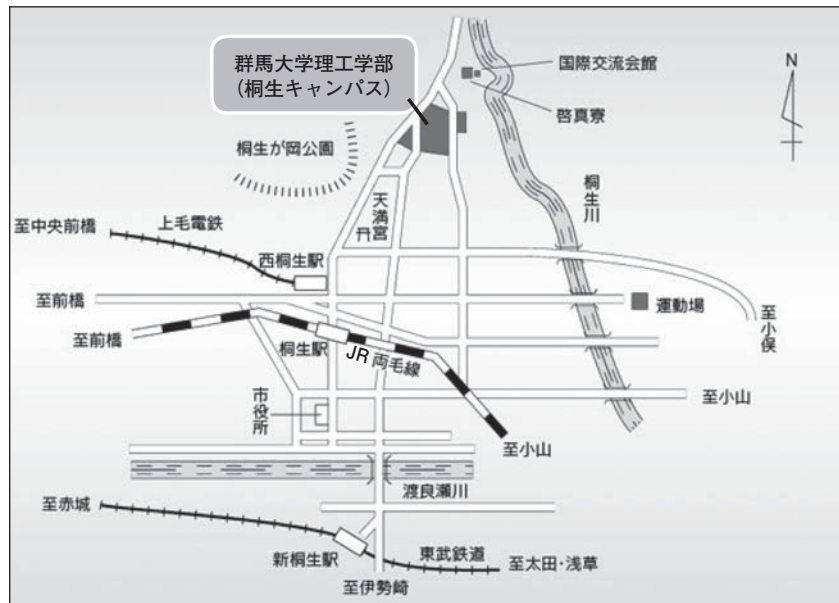 群馬大学理工学部
(桐生キャンパス)
国際交流会館
啓真寮
N
桐生が岡公園
天満宮
桐生川
至中央前橋
上毛電鉄
西桐生駅
至前橋
運動場
至小俣
至前橋
桐生駅
JR両毛線
市役所
至小山
至小山
渡良瀬川
至赤城
新桐生駅
東武鉄道
至太田・浅草
至伊勢崎